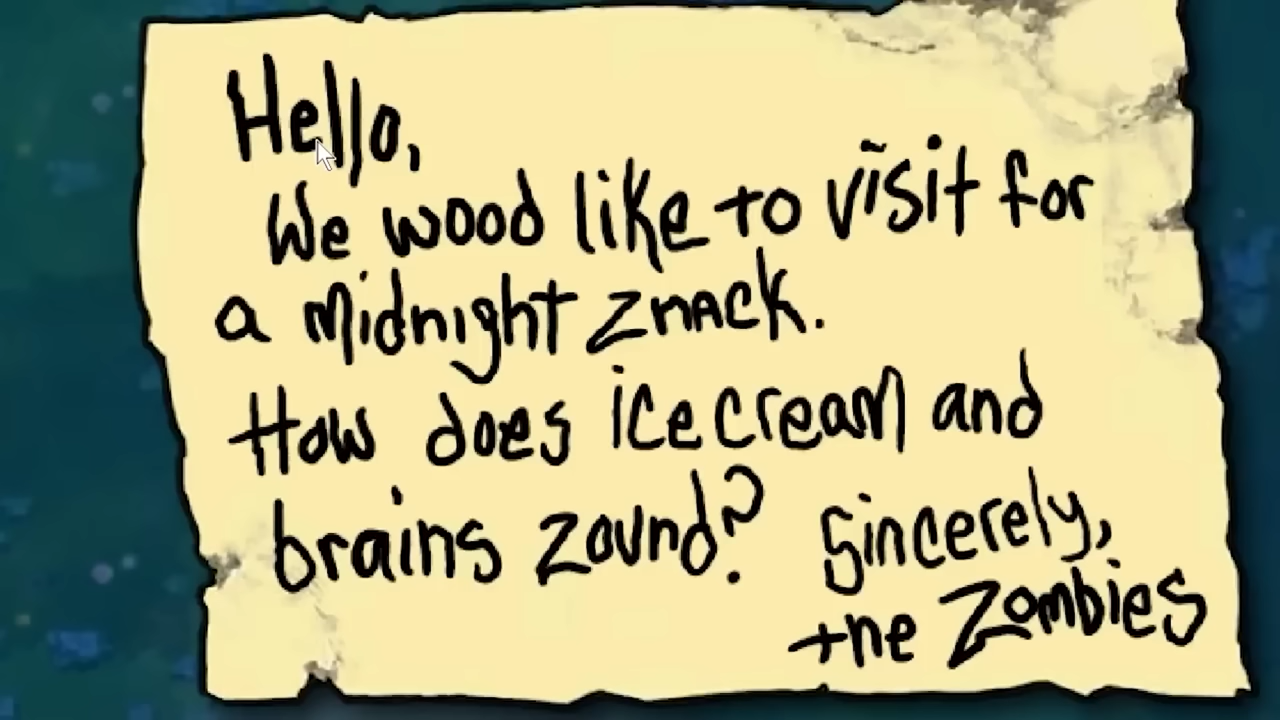 Hello,
We wood like to visit for
a midnight znack.
How does icecream and
brains zound? Sincerely,
the Zombies